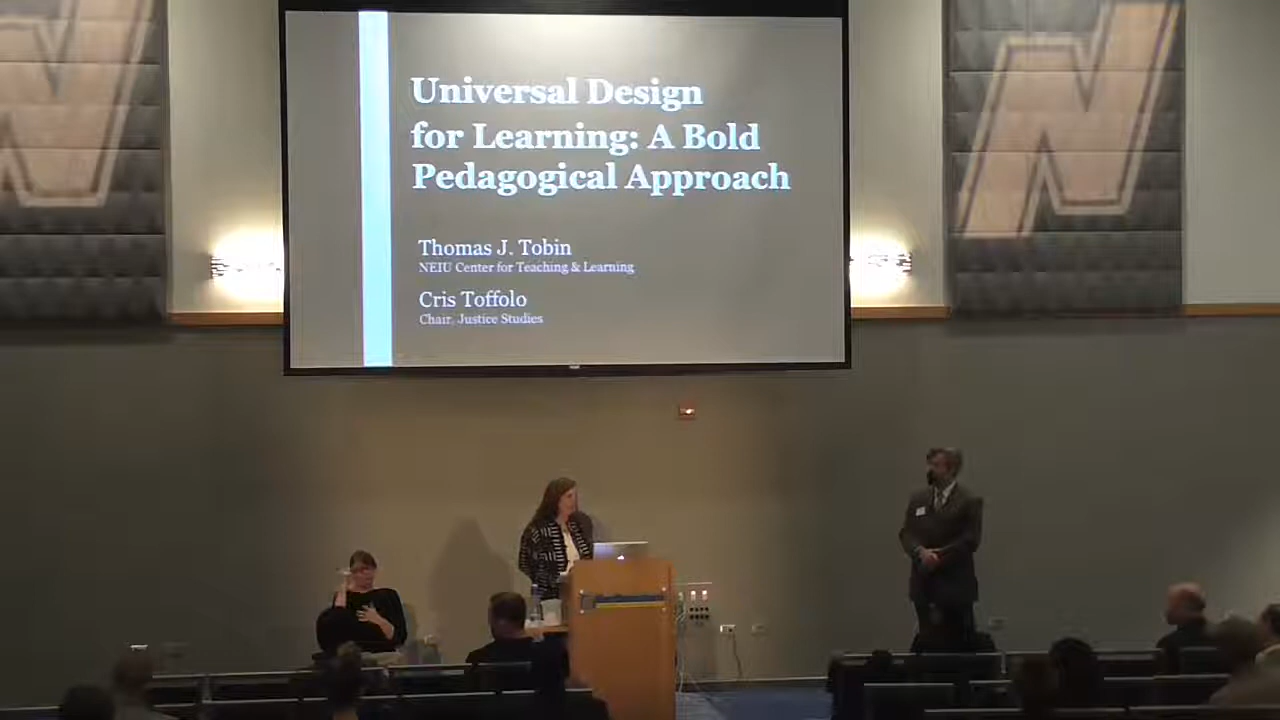 Universal Design
for Learning: A Bold
Pedagogical Approach
Thomas J. Tobin
NEIU Center for Teaching & Learning
Cris Toffolo
Chair, Justice Studies
N
N